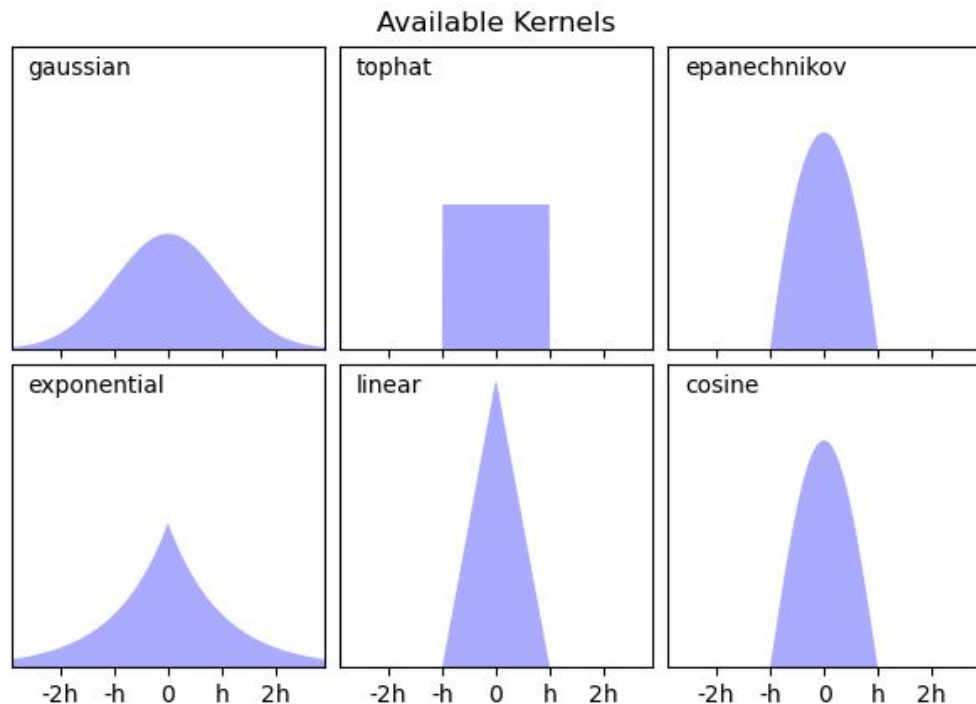 Available Kernels
gaussian
tophat
epanechnikov
exponential
linear
cosine
-2h -h 0 h 2h
-2h -h 0 h 2h
-2h -h 0 h 2h